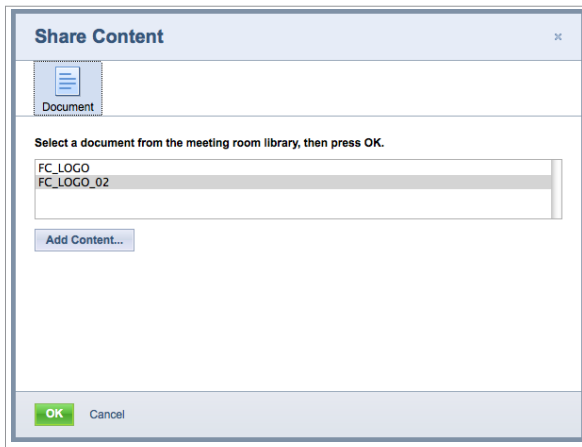 Share Content
Document
Select a document from the meeting room library, then press OK.
FC_LOGO
FC_LOGO_02
Add Content...
OK Cancel